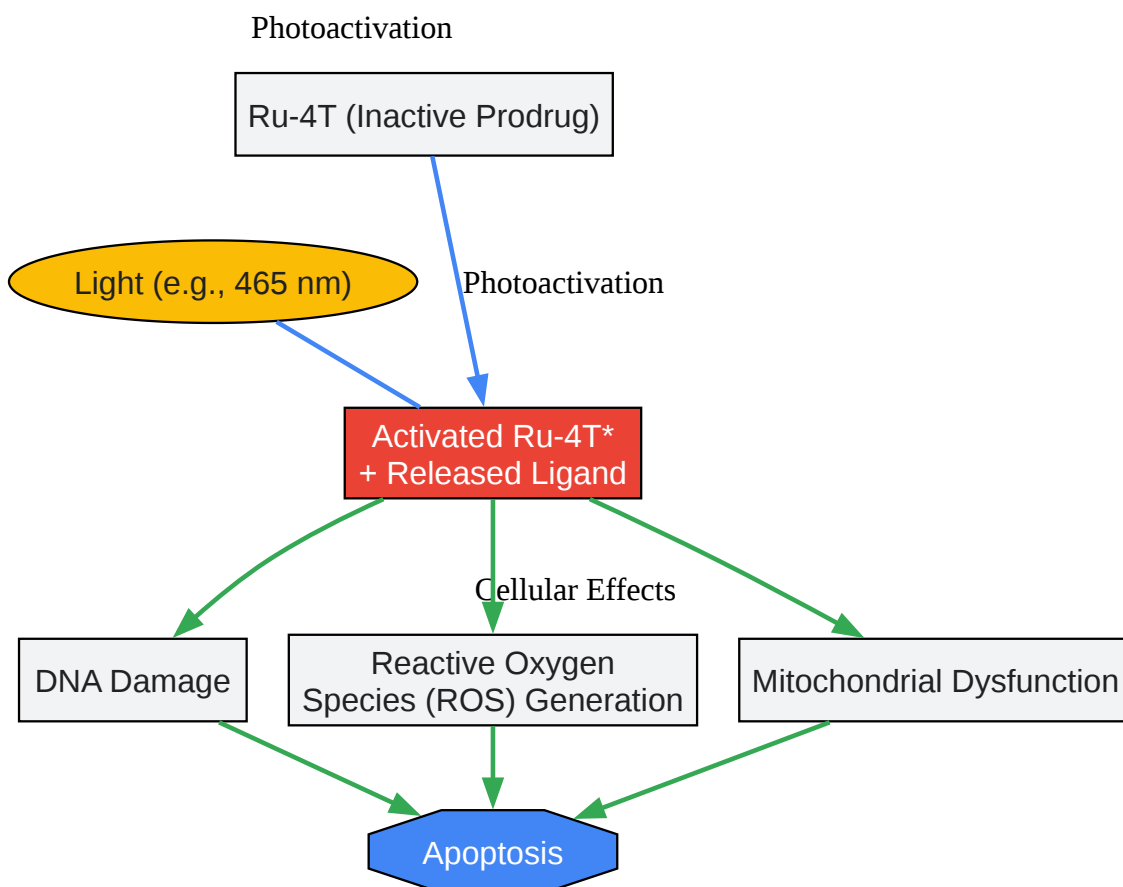 Photoactivation
Ru-4T (Inactive Prodrug)
Light (e.g., 465 nm)
Photoactivation
Activated Ru-4T*
+ Released Ligand
Cellular Effects
DNA Damage
Reactive Oxygen
Species (ROS) Generation
Mitochondrial Dysfunction
Apoptosis